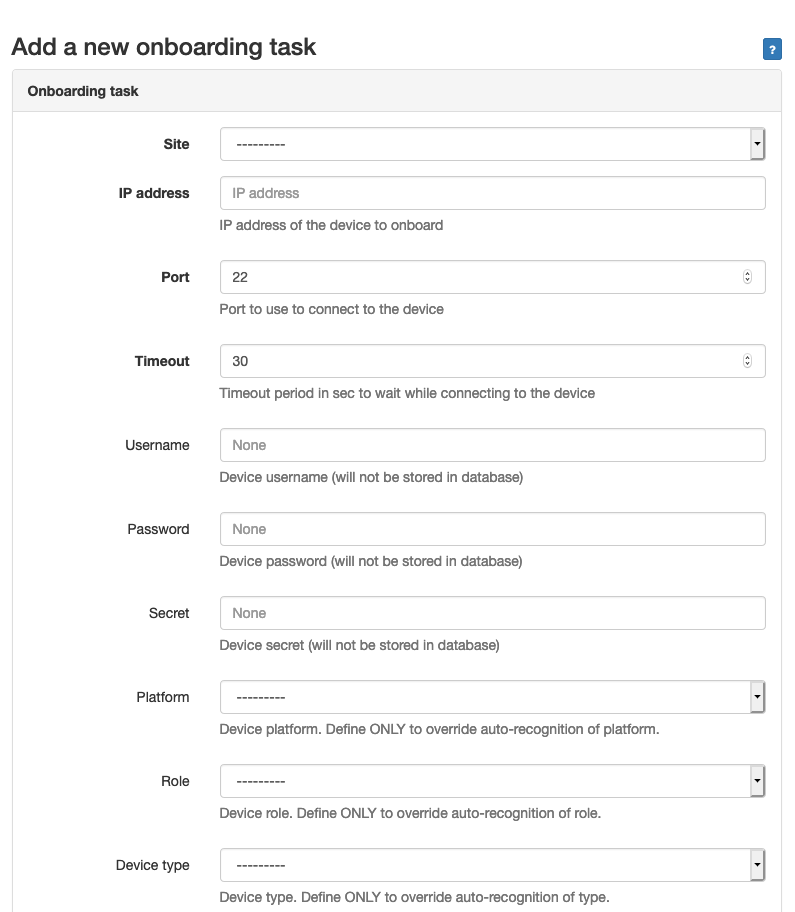 Add a new onboarding task
?
Onboarding task
Site ---------
IP address IP address
IP address of the device to onboard
Port 22
Port to use to connect to the device
Timeout 30
Timeout period in sec to wait while connecting to the device
Username None
Device username (will not be stored in database)
Password None
Device password (will not be stored in database)
Secret None
Device secret (will not be stored in database)
Platform ---------
Device platform. Define ONLY to override auto-recognition of platform.
Role ---------
Device role. Define ONLY to override auto-recognition of role.
Device type ---------
Device type. Define ONLY to override auto-recognition of type.